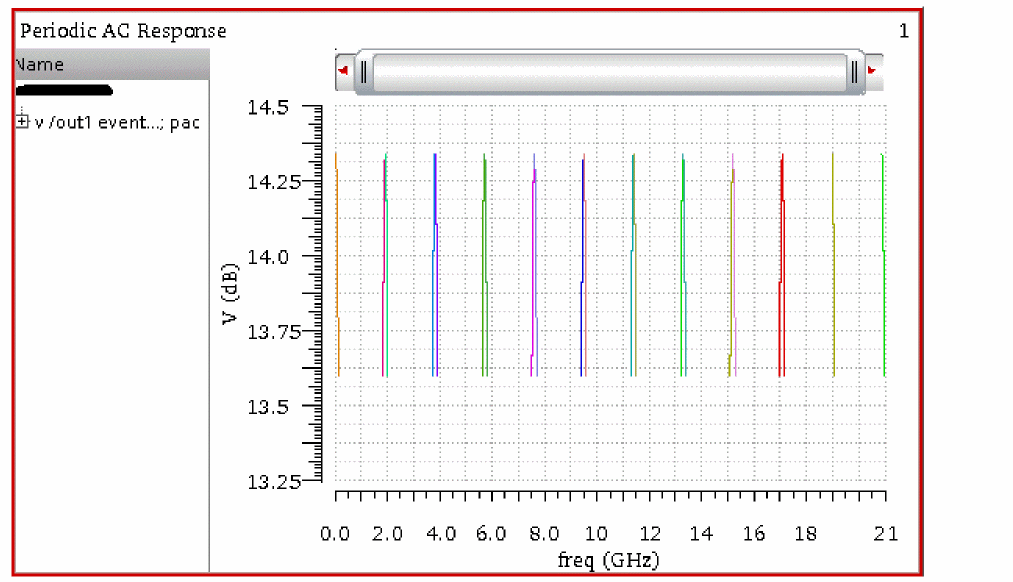 Periodic AC Response
1
Name
v /out1 event...; pac
14.5
14.25
14.0
13.75
13.5
13.25
V (dB)
0.0 2.0 4.0 6.0 8.0 10 12 14 16 18 21
freq (GHz)